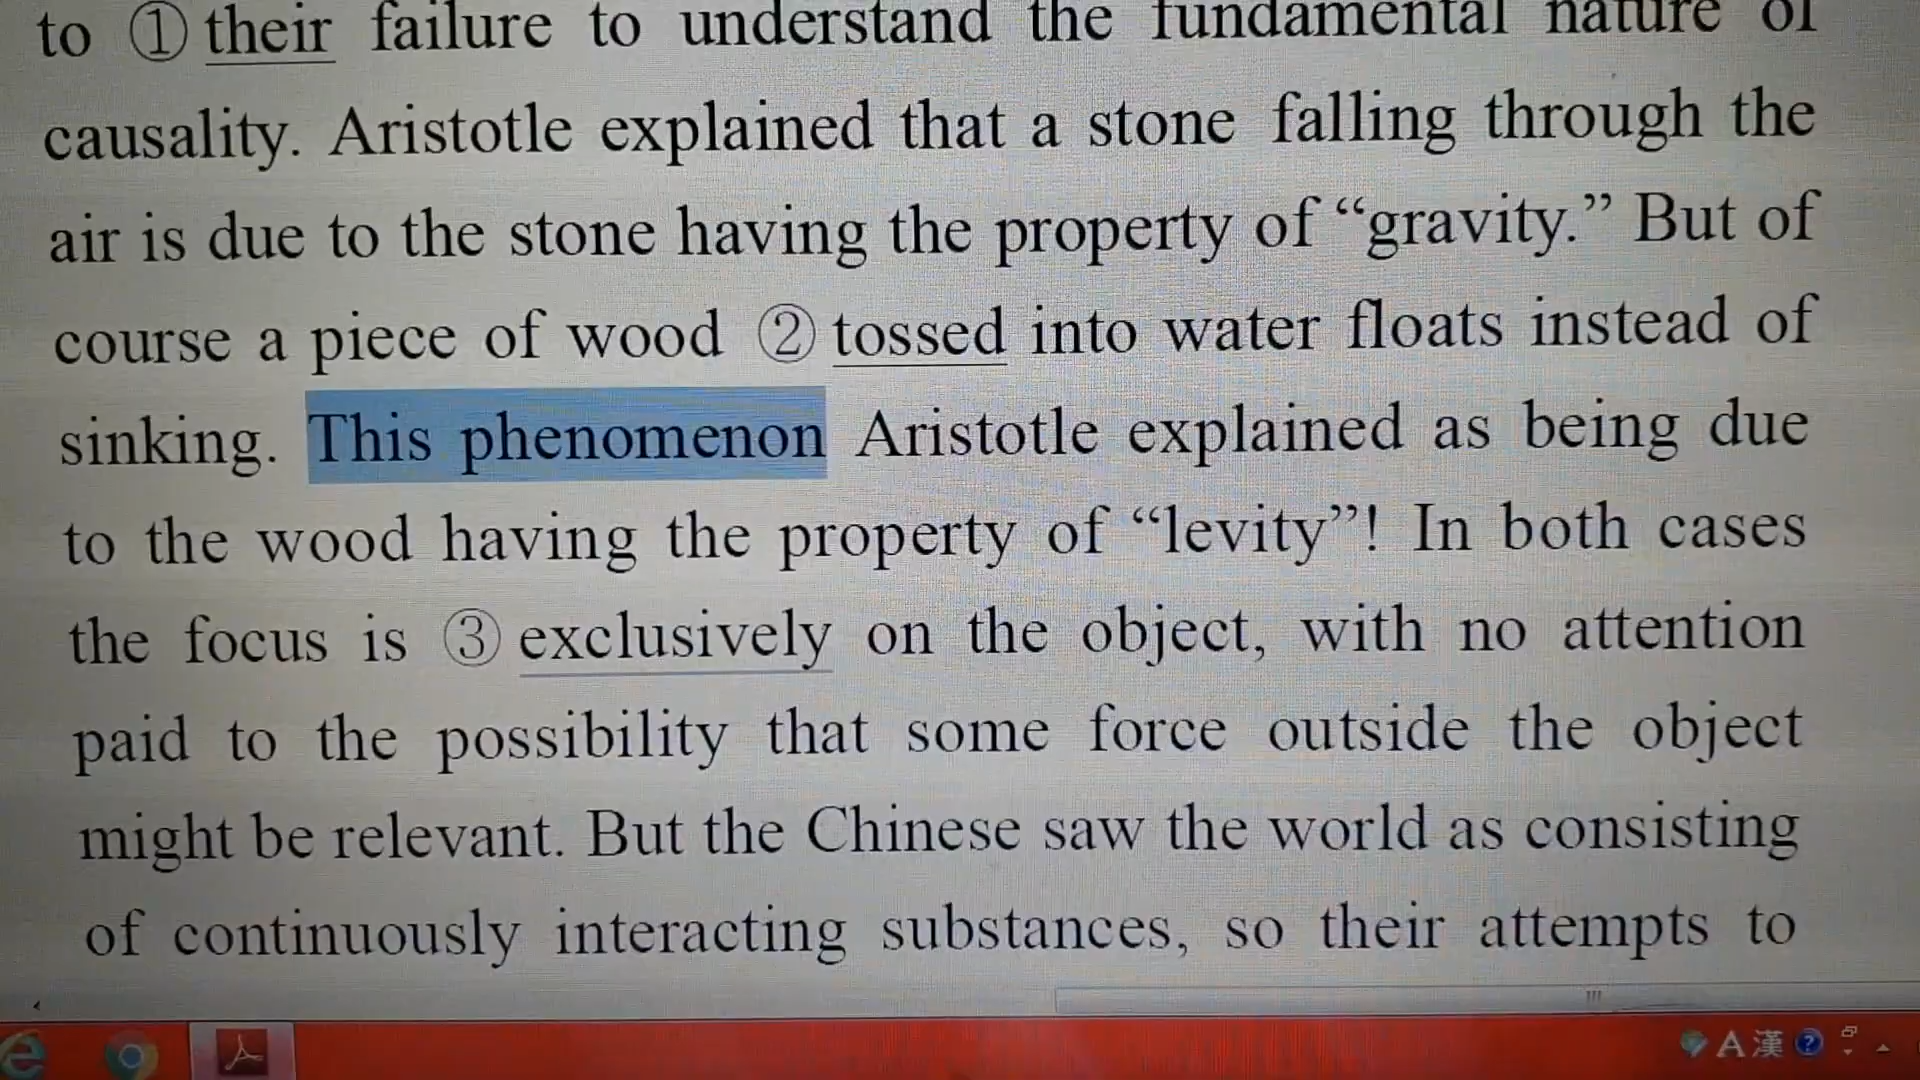 to ① their failure to understand the fundamental nature of
causality. Aristotle explained that a stone falling through the
air is due to the stone having the property of “gravity.” But of
course a piece of wood ② tossed into water floats instead of
sinking. This phenomenon Aristotle explained as being due
to the wood having the property of “levity”! In both cases
the focus is ③ exclusively on the object, with no attention
paid to the possibility that some force outside the object
might be relevant. But the Chinese saw the world as consisting
of continuously interacting substances, so their attempts to
A 漢 ?